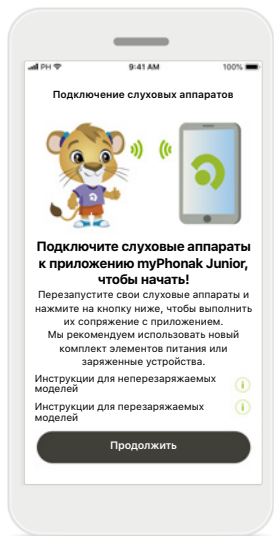 PH 9:41 AM 100%
Подключение слуховых аппаратов
Подключите слуховые аппараты
к приложению myPhonak Junior,
чтобы начать!
Перезапустите свои слуховые аппараты и
нажмите на кнопку ниже, чтобы выполнить
их сопряжение с приложением.
Мы рекомендуем использовать новый
комплект элементов питания или
заряженные устройства.
Инструкции для неперезаряжаемых
моделей
Инструкции для перезаряжаемых
моделей
Продолжить